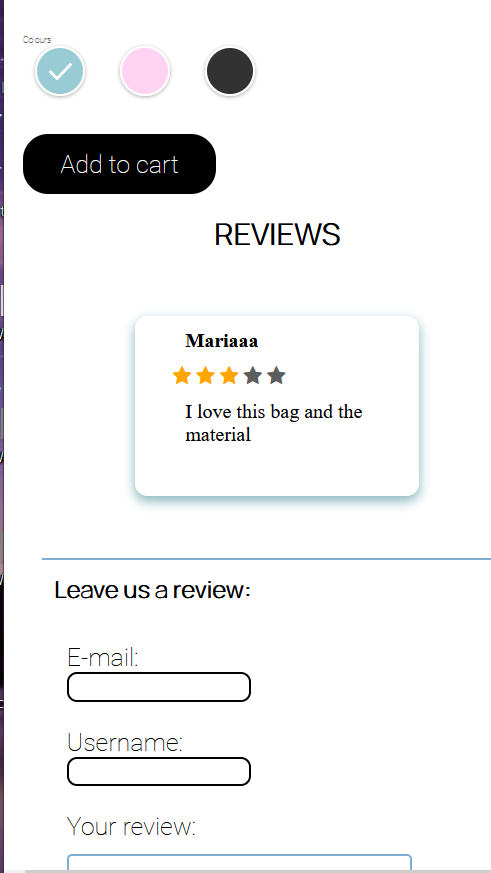 Colours
Add to cart
REVIEWS
Mariaaa
I love this bag and the
material
Leave us a review:
E-mail:
Username:
Your review: